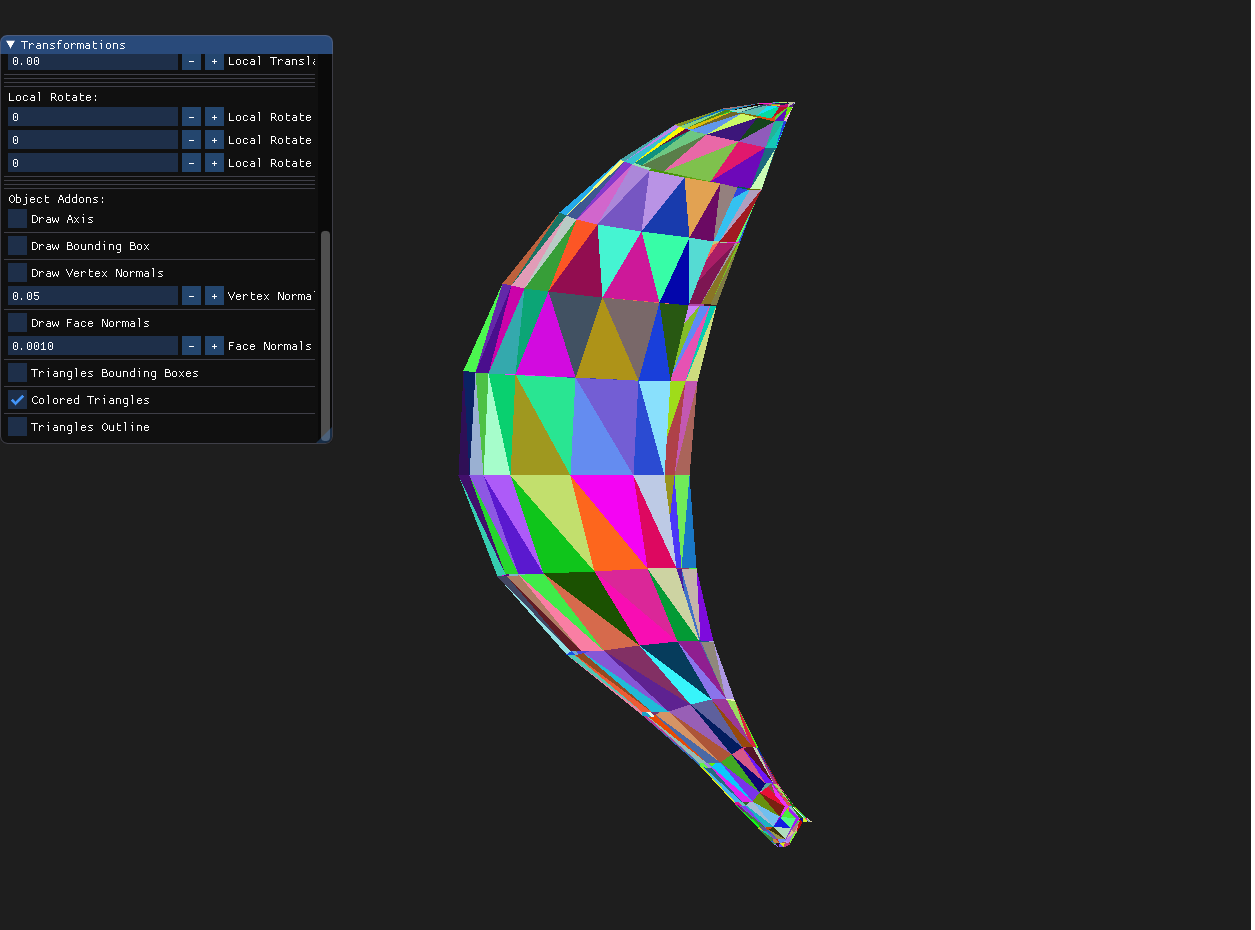 Transformations
0.00 - + Local Transla
Local Rotate:
0 - + Local Rotate
0 - + Local Rotate
0 - + Local Rotate
Object Addons:
Draw Axis
Draw Bounding Box
Draw Vertex Normals
0.05 - + Vertex Normal
Draw Face Normals
0.0010 - + Face Normals
Triangles Bounding Boxes
Colored Triangles
Triangles Outline